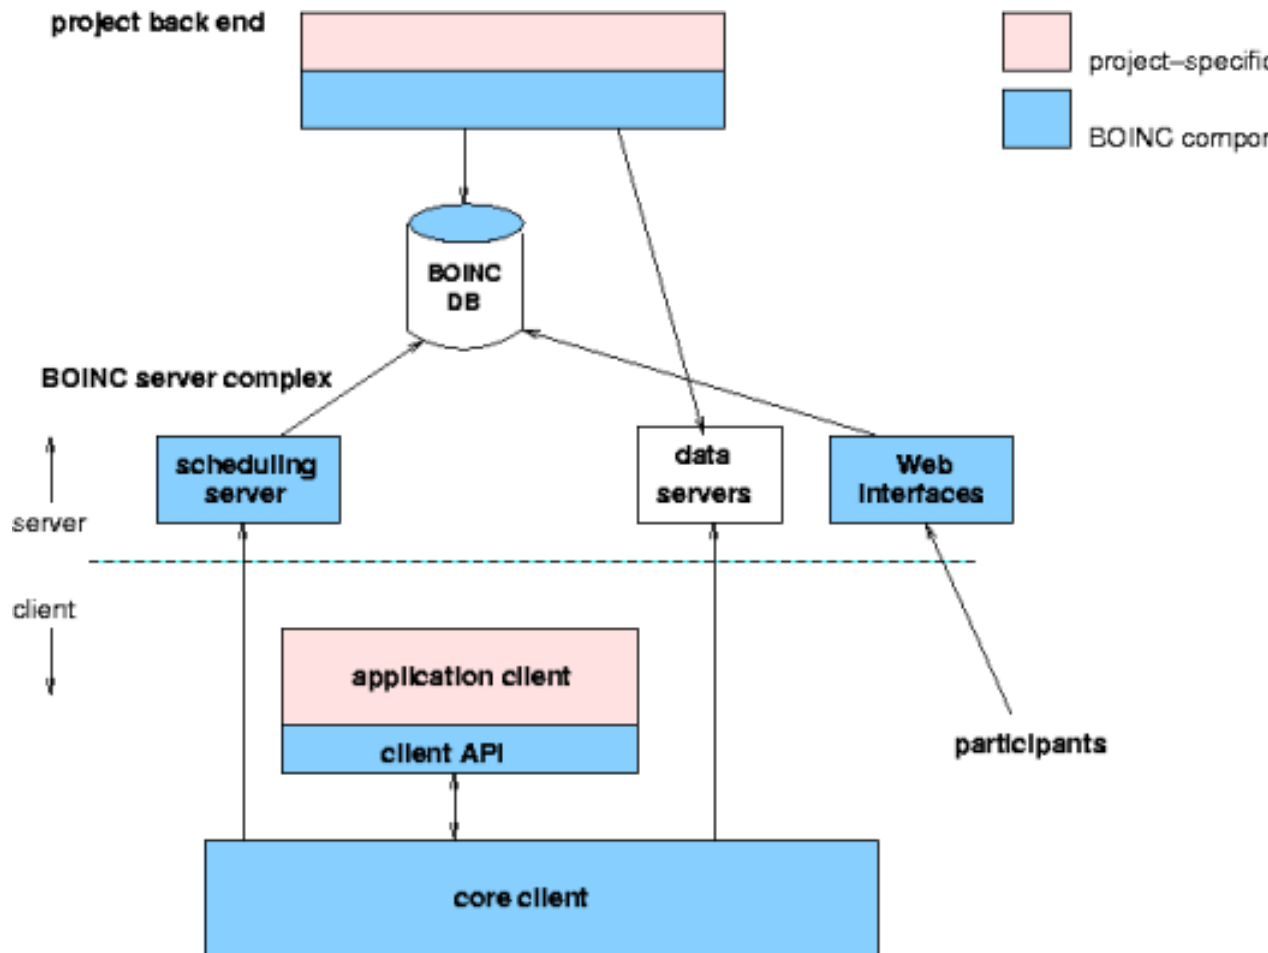 project back end
project–specific
BOINC
BOINC
DB
BOINC server complex
scheduling
server
data
servers
Web
Interfaces
server
client
application client
client API
participants
core client